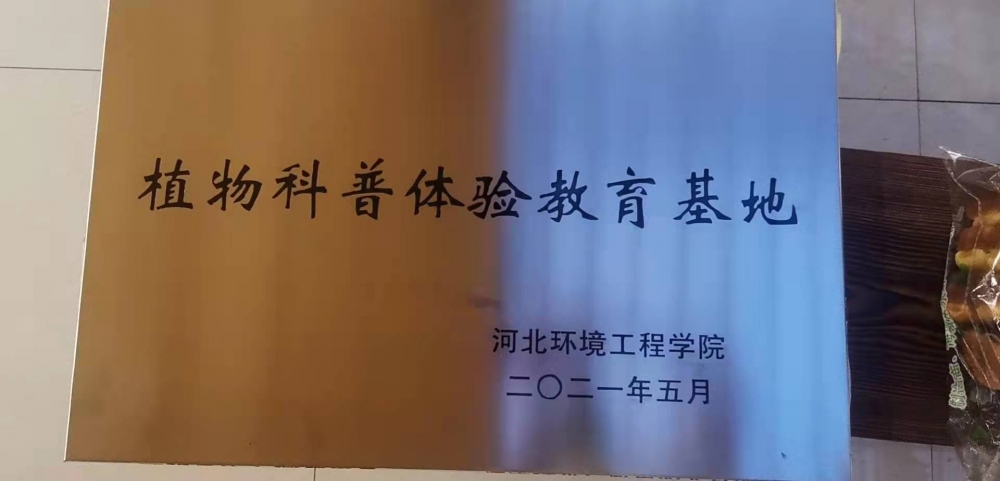 植物科普体验教育基地
河北环境工程学院
二〇二一年五月